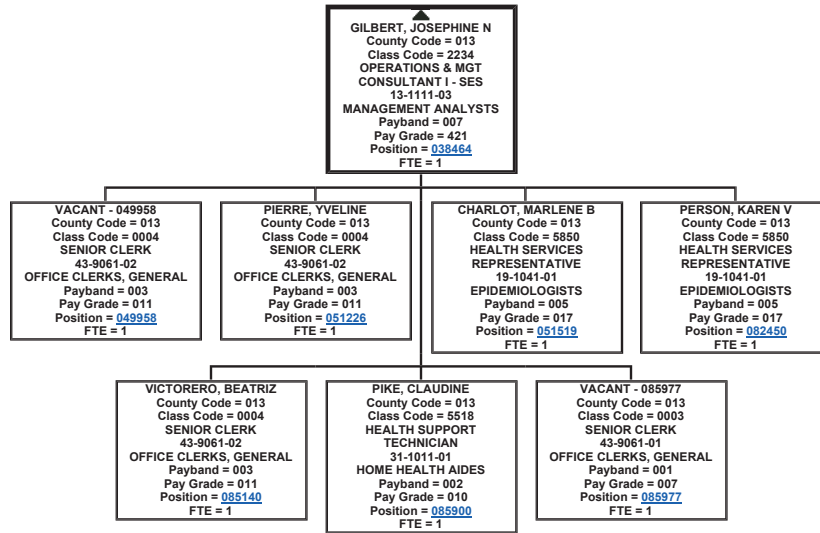 GILBERT, JOSEPHINE N
County Code = 013
Class Code = 2234
OPERATIONS & MGT
CONSULTANT I - SES
13-1111-03
MANAGEMENT ANALYSTS
Payband = 007
Pay Grade = 421
Position = 038464
FTE = 1
VACANT - 049958
County Code = 013
Class Code = 0004
SENIOR CLERK
43-9061-02
OFFICE CLERKS, GENERAL
Payband = 003
Pay Grade = 011
Position = 049958
FTE = 1
PIERRE, YVELINE
County Code = 013
Class Code = 0004
SENIOR CLERK
43-9061-02
OFFICE CLERKS, GENERAL
Payband = 003
Pay Grade = 011
Position = 051226
FTE = 1
CHARLOT, MARLENE B
County Code = 013
Class Code = 5850
HEALTH SERVICES
REPRESENTATIVE
19-1041-01
EPIDEMIOLOGISTS
Payband = 005
Pay Grade = 017
Position = 051519
FTE = 1
PERSON, KAREN V
County Code = 013
Class Code = 5850
HEALTH SERVICES
REPRESENTATIVE
19-1041-01
EPIDEMIOLOGISTS
Payband = 005
Pay Grade = 017
Position = 082450
FTE = 1
VICTORERO, BEATRIZ
County Code = 013
Class Code = 0004
SENIOR CLERK
43-9061-02
OFFICE CLERKS, GENERAL
Payband = 003
Pay Grade = 011
Position = 085140
FTE = 1
PIKE, CLAUDINE
County Code = 013
Class Code = 5518
HEALTH SUPPORT
TECHNICIAN
31-1011-01
HOME HEALTH AIDES
Payband = 002
Pay Grade = 010
Position = 085900
FTE = 1
VACANT - 085977
County Code = 013
Class Code = 0003
SENIOR CLERK
43-9061-01
OFFICE CLERKS, GENERAL
Payband = 001
Pay Grade = 007
Position = 085977
FTE = 1